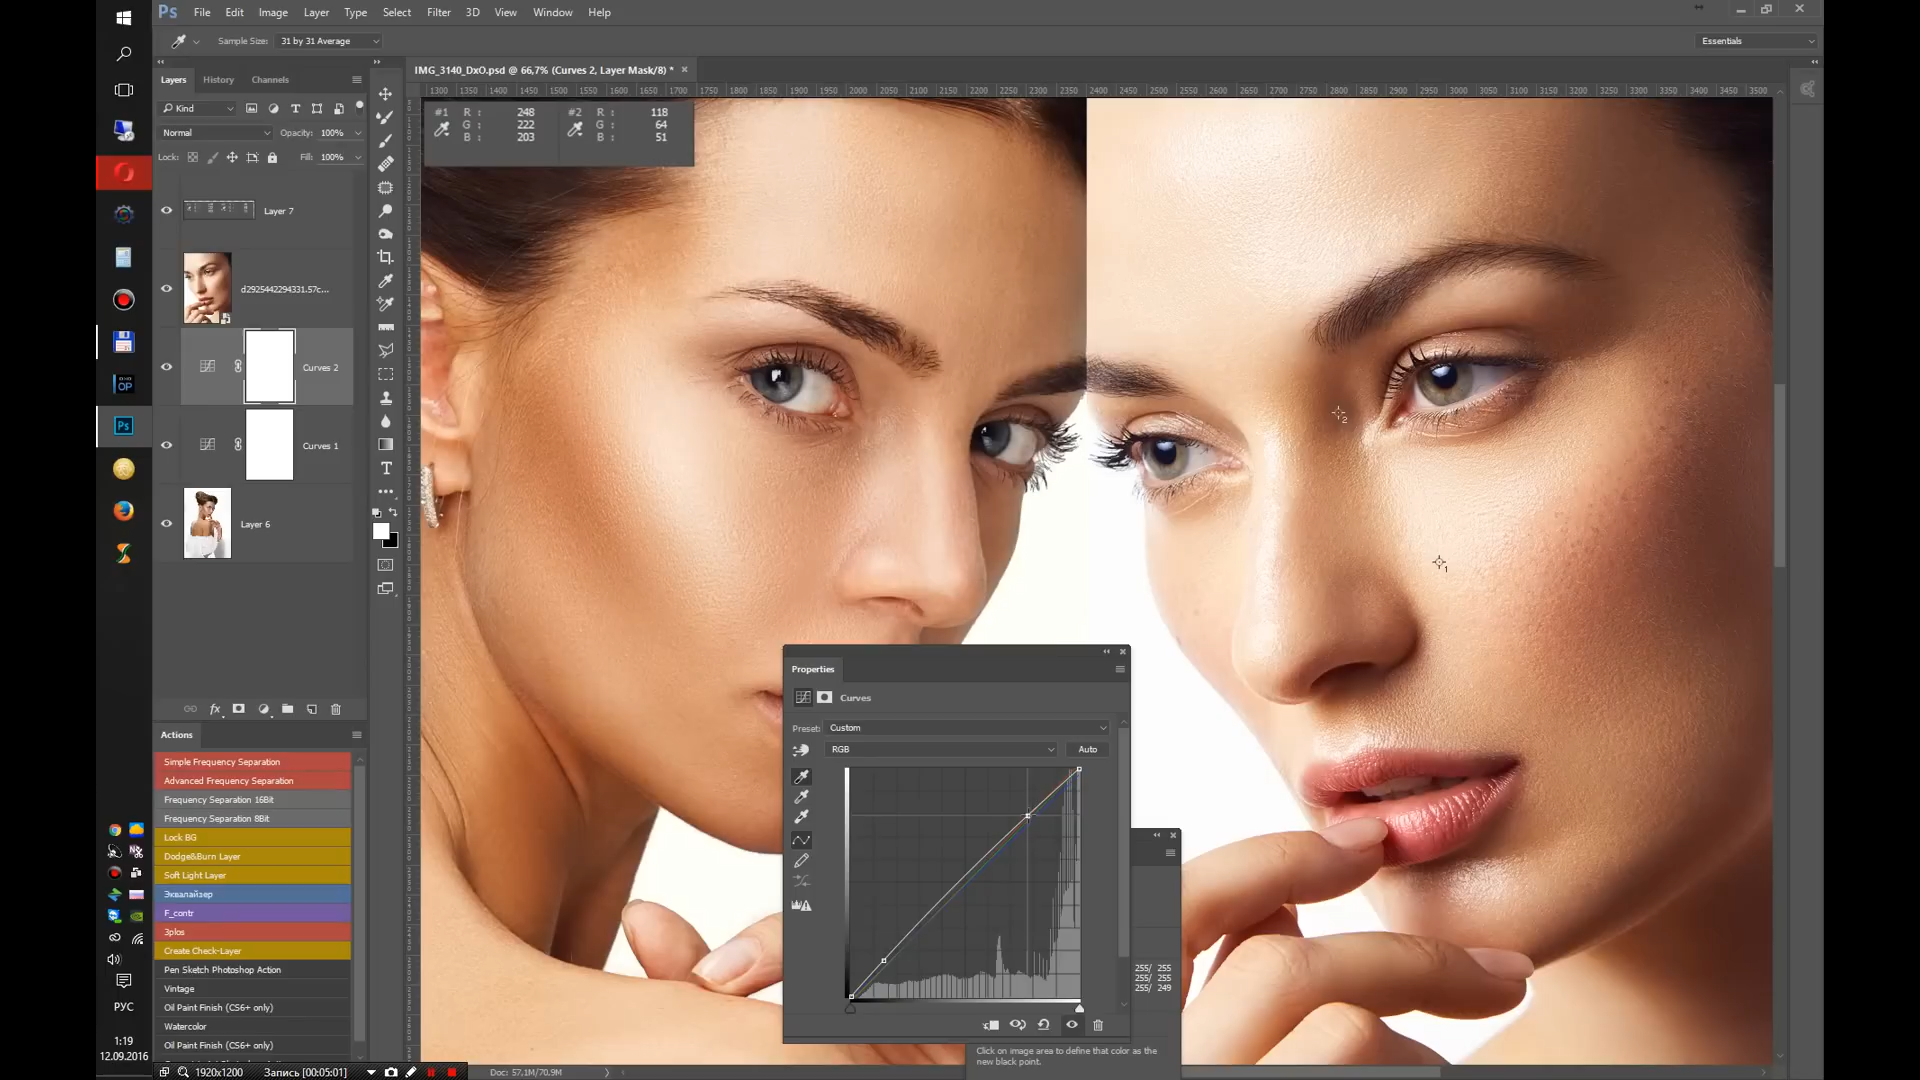 Ps File Edit Image Layer Type Select Filter 3D View Window Help
Sample Size: 31 by 31 Average
Essentials
Layers History Channels
IMG_3140_DxO.psd @ 66,7% (Curves 2, Layer Mask/8) *
1300 1350 1400 1450 1500 1550 1600 1650 1700 1750 1800 1850 1900 1950 2000 2050 2100 2150 2200 2250 2300 2350 2400 2450 2500 2550 2600 2650 2700 2750 2800 2850 2900 2950 3000 3050 3100 3150 3200 3250 3300 3350 3400 3450 3500
Kind
#1 R : 248 #2 R : 118
G : 222 G : 64
B : 203 B : 51
Normal Opacity: 100%
Lock: Fill: 100%
Layer 7
d2925442294331.57c...
Curves 2
Curves 1
Layer 6
2
1
OP
Ps
fx
Actions
Simple Frequency Separation
Advanced Frequency Separation
Frequency Separation 16Bit
Frequency Separation 8Bit
Lock BG
Dodge&Burn Layer
Soft Light Layer
Эквалайзер
F_contr
3plos
Create Check-Layer
Pen Sketch Photoshop Action
Vintage
Oil Paint Finish (CS6+ only)
Watercolor
Oil Paint Finish (CS6+ only)
Properties
Curves
Preset: Custom
RGB Auto
255/ 255
255/ 255
255/ 249
Click on image area to define that color as the
new black point.
РУС
1:19
12.09.2016
1920x1200 Запись [00:05:01]
Doc: 57.1M/70.9M